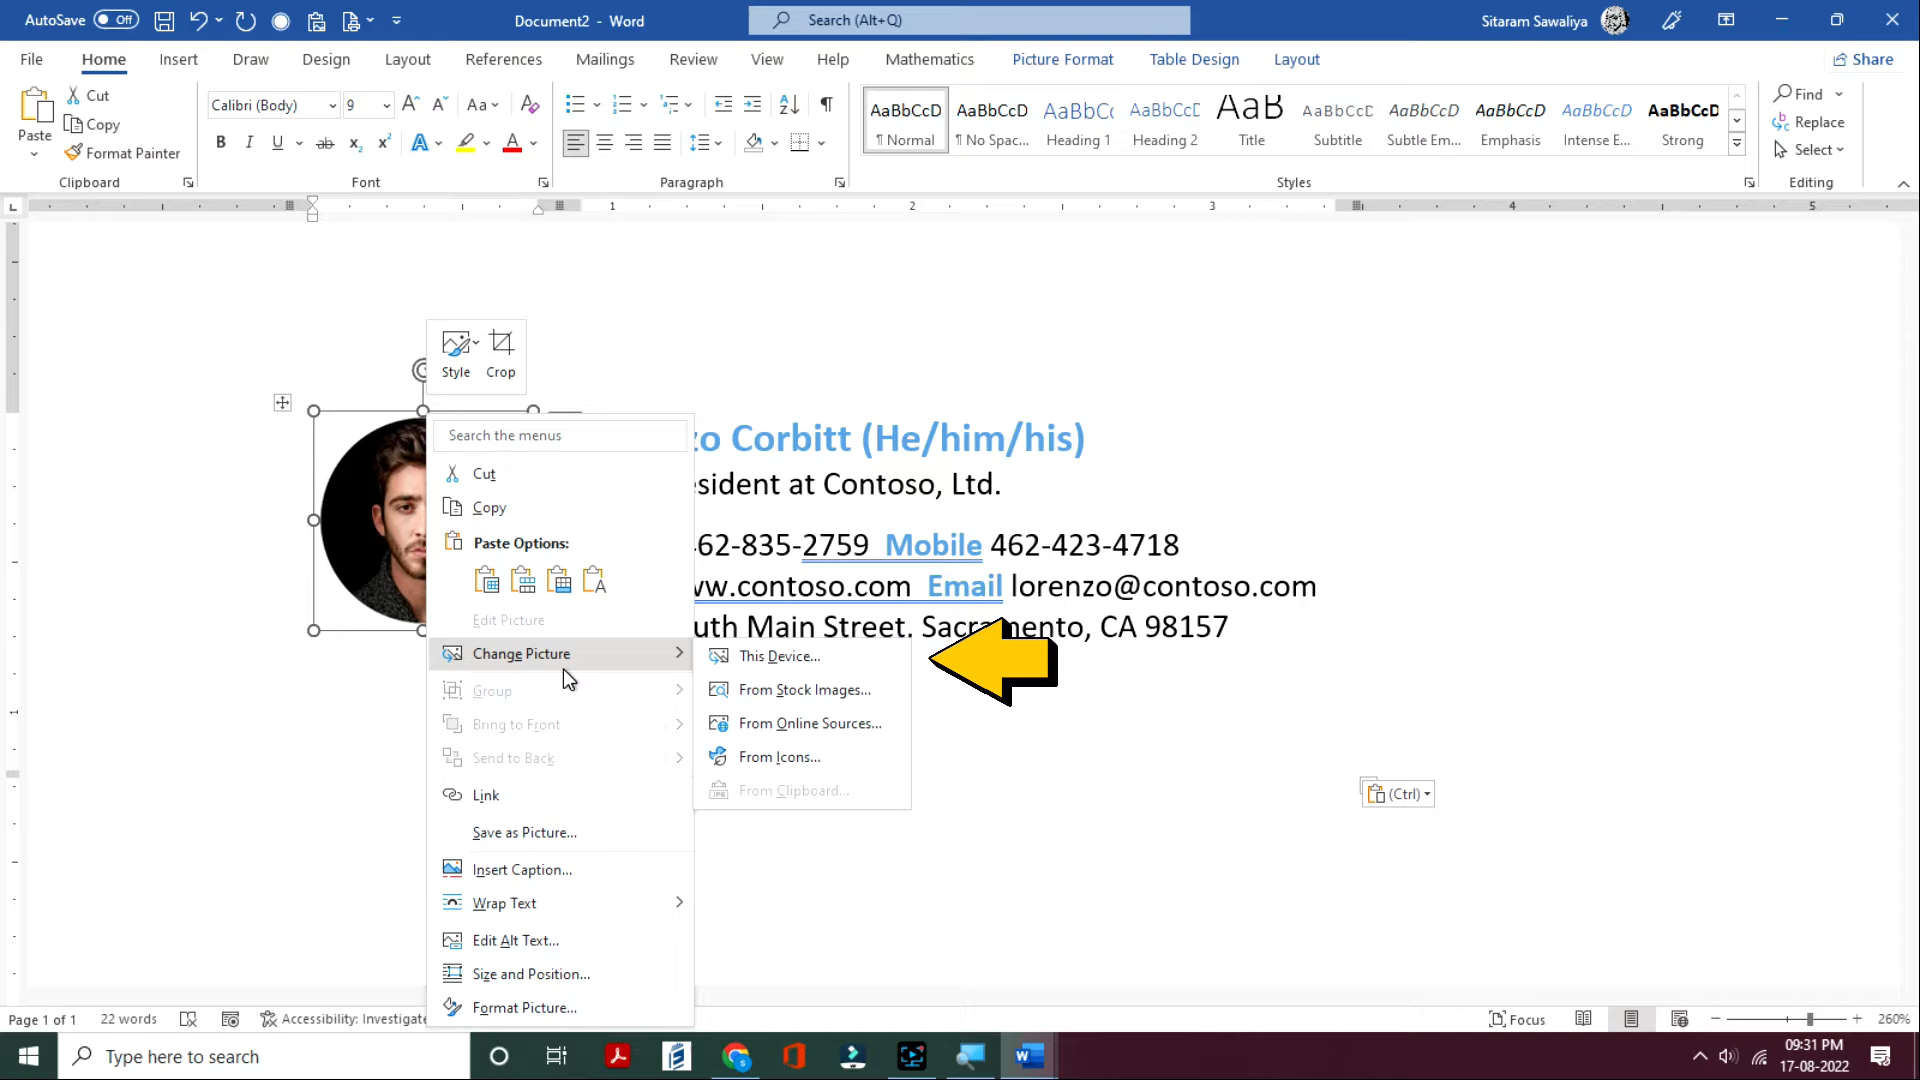 AutoSave Off
Document2 - Word
Search (Alt+Q)
Sitaram Sawaliya
File Home Insert Draw Design Layout References Mailings Review View Help Mathematics Picture Format Table Design Layout
Share
Paste
Cut
Copy
Format Painter
Clipboard
Calibri (Body) 9
Font
Paragraph
AaBbCcD AaBbCcD AaBbCc AaBbCcD AaB AaBbCcD AaBbCcD AaBbCcD AaBbCcD AaBbCcD
¶ Normal ¶ No Spac... Heading 1 Heading 2 Title Subtitle Subtle Em... Emphasis Intense E... Strong
Styles
Find
Replace
Select
Editing
1 2 3 4 5
Style Crop
zo Corbitt (He/him/his)
esident at Contoso, Ltd.
62-835-2759 Mobile 462-423-4718
ww.contoso.com Email lorenzo@contoso.com
uth Main Street. Sacramento, CA 98157
Search the menus
Cut
Copy
Paste Options:
Edit Picture
Change Picture
Group
Bring to Front
Send to Back
Link
Save as Picture...
Insert Caption...
Wrap Text
Edit Alt Text...
Size and Position...
Format Picture...
This Device...
From Stock Images...
From Online Sources...
From Icons...
From Clipboard...
(Ctrl)
1
Page 1 of 1 22 words Accessibility: Investigate
Focus
260%
Type here to search
09:31 PM
17-08-2022